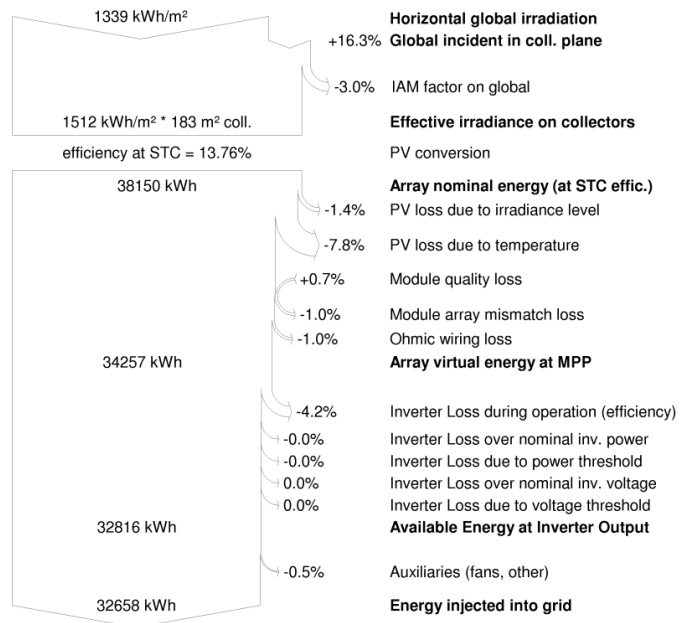 1339 kWh/m² Horizontal global irradiation
+16.3% Global incident in coll. plane
-3.0% IAM factor on global
1512 kWh/m² * 183 m² coll. Effective irradiance on collectors
efficiency at STC = 13.76% PV conversion
38150 kWh Array nominal energy (at STC effic.)
-1.4% PV loss due to irradiance level
-7.8% PV loss due to temperature
+0.7% Module quality loss
-1.0% Module array mismatch loss
-1.0% Ohmic wiring loss
34257 kWh Array virtual energy at MPP
-4.2% Inverter Loss during operation (efficiency)
-0.0% Inverter Loss over nominal inv. power
-0.0% Inverter Loss due to power threshold
0.0% Inverter Loss over nominal inv. voltage
0.0% Inverter Loss due to voltage threshold
32816 kWh Available Energy at Inverter Output
-0.5% Auxiliaries (fans, other)
32658 kWh Energy injected into grid